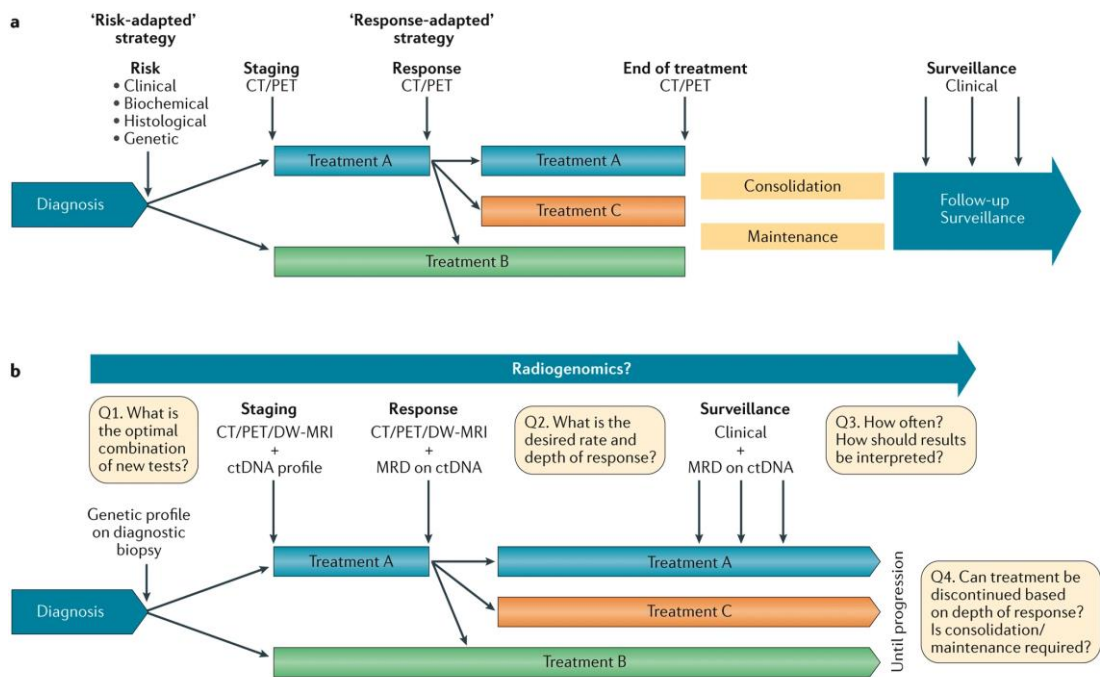 a
'Risk-adapted'
strategy
Risk
• Clinical
• Biochemical
• Histological
• Genetic
Staging
CT/PET
'Response-adapted'
strategy
Response
CT/PET
End of treatment
CT/PET
Surveillance
Clinical
Diagnosis
Treatment A
Treatment A
Treatment C
Treatment B
Consolidation
Maintenance
Follow-up
Surveillance
b
Radiogenomics?
Q1. What is
the optimal
combination
of new tests?
Staging
CT/PET/DW-MRI
+
ctDNA profile
Response
CT/PET/DW-MRI
+
MRD on ctDNA
Q2. What is the
desired rate and
depth of response?
Surveillance
Clinical
+
MRD on ctDNA
Q3. How often?
How should results
be interpreted?
Genetic profile
on diagnostic
biopsy
Diagnosis
Treatment A
Treatment A
Treatment C
Treatment B
Until progression
Q4. Can treatment be
discontinued based
on depth of response?
Is consolidation/
maintenance required?